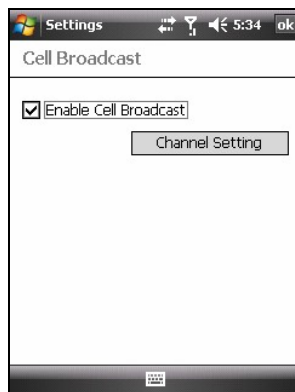 Settings 5:34 ok
Cell Broadcast
Enable Cell Broadcast
Channel Setting